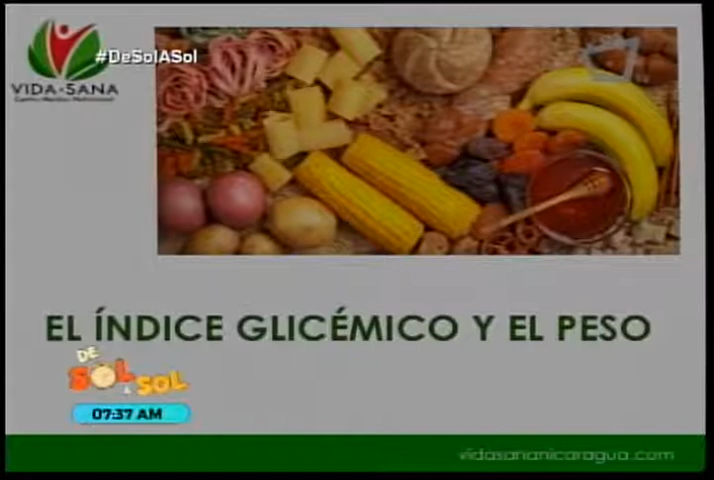 #DeSolASol
VIDA SANA
EL ÍNDICE GLICÉMICO Y EL PESO
DE
SOL
A SOL
07:37 AM
vidasananicaragua.com